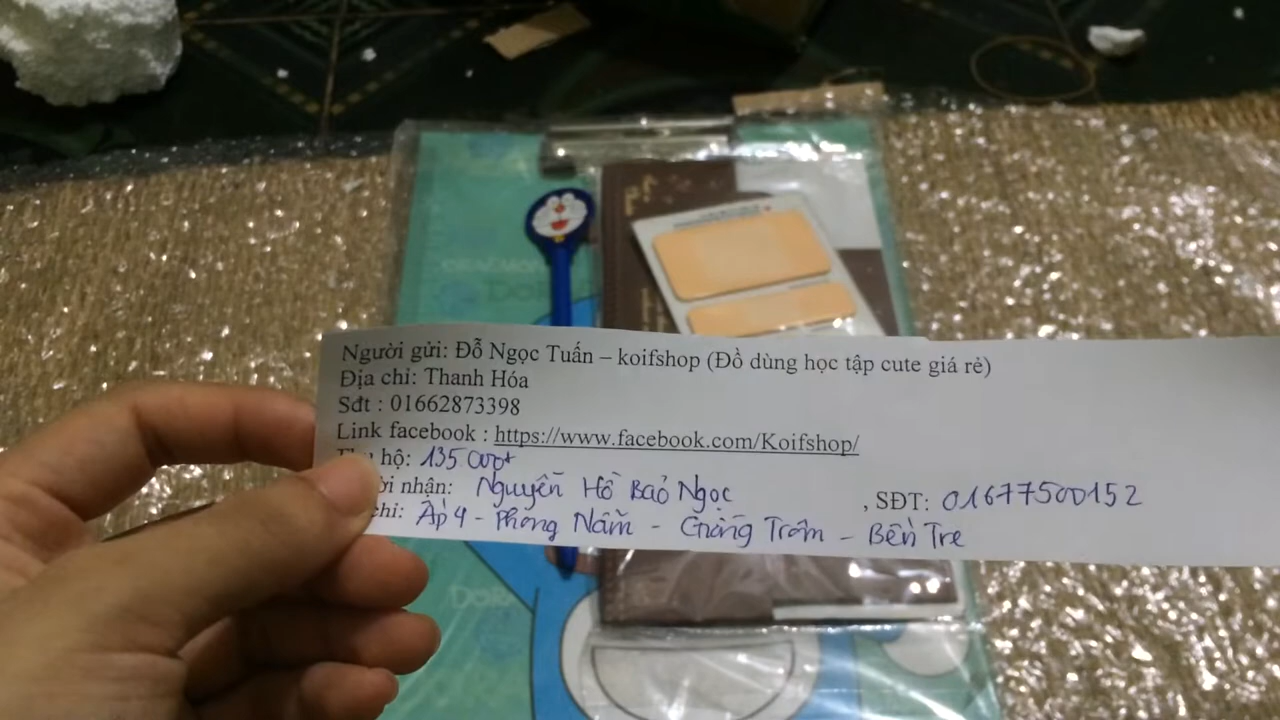 Người gửi: Đỗ Ngọc Tuấn – koifshop (Đồ dùng học tập cute giá rẻ)
Địa chỉ: Thanh Hóa
Sđt : 01662873398
Link facebook : https://www.facebook.com/Koifshop/
hộ: 135 000đ
nhận: Nguyễn Hồ Bảo Ngọc , SĐT: 01677500152
chỉ: Ấp 4 - Phong Nẫm - Giồng Trôm - Bến Tre